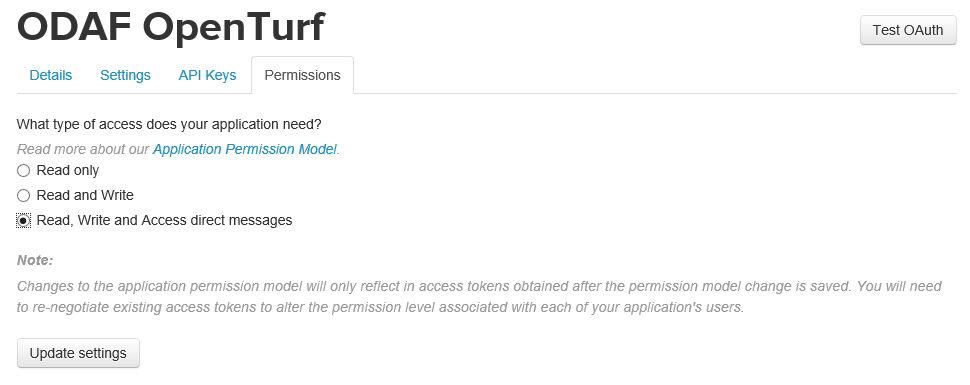 ODAF OpenTurf
Test OAuth
Details Settings API Keys Permissions
What type of access does your application need?
Read more about our Application Permission Model.
Read only
Read and Write
Read, Write and Access direct messages
Note:
Changes to the application permission model will only reflect in access tokens obtained after the permission model change is saved. You will need
to re-negotiate existing access tokens to alter the permission level associated with each of your application's users.
Update settings